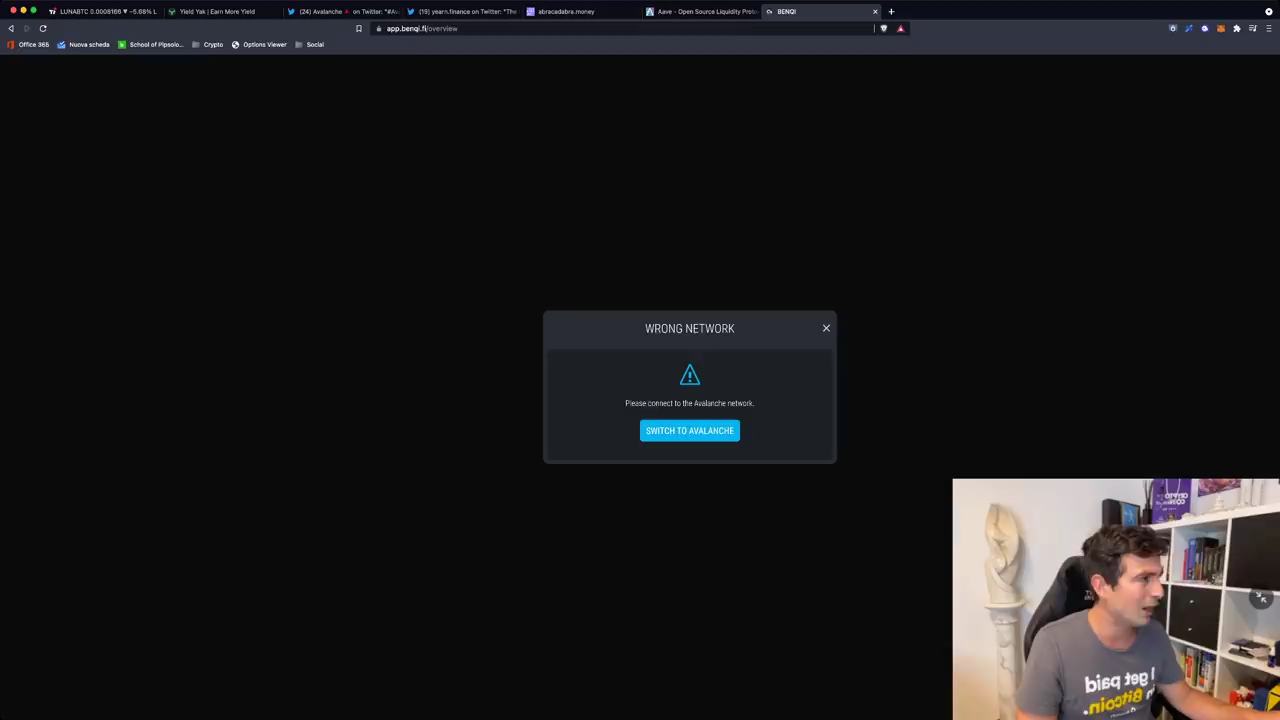 LUNABTC 0.0008166 ▼ −5.68% L
Yield Yak | Earn More Yield
(24) Avalanche 🔺 on Twitter: "#Av
(19) yearn.finance on Twitter: "The
abracadabra.money
Aave - Open Source Liquidity Proto
BENQI
app.benqi.fi/overview
Office 365
Nuova scheda
School of Pipsolo...
Crypto
Options Viewer
Social
WRONG NETWORK
Please connect to the Avalanche network.
SWITCH TO AVALANCHE
I get paid
in Bitcoin.